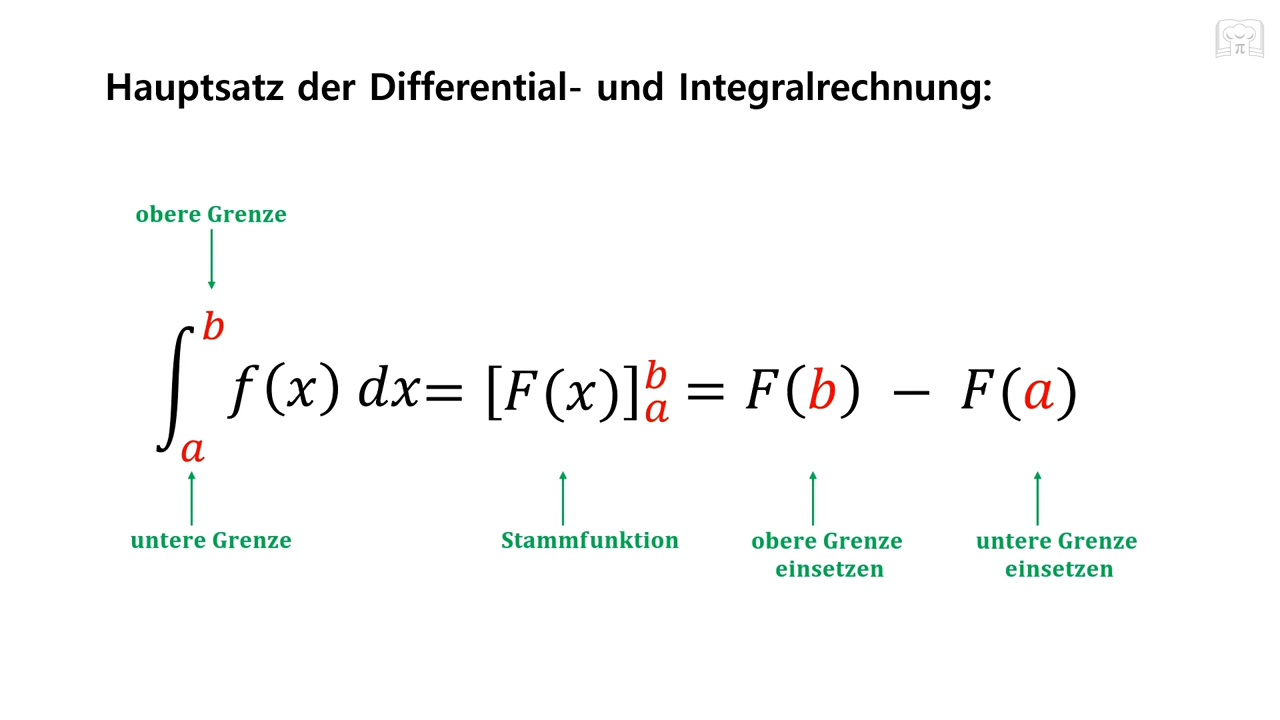 Hauptsatz der Differential- und Integralrechnung:
obere Grenze
∫ₐᵇ f(x) dx = [F(x)]ₐᵇ = F(b) − F(a)
untere Grenze
Stammfunktion
obere Grenze
einsetzen
untere Grenze
einsetzen
π